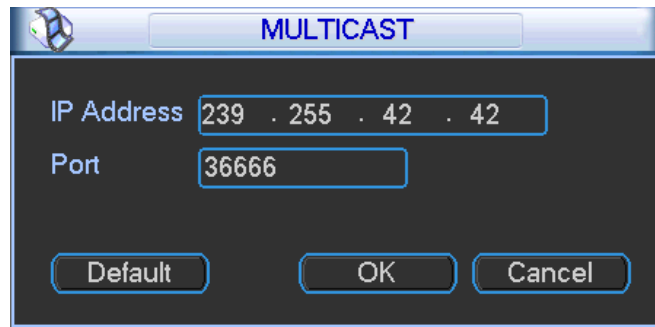 MULTICAST
IP Address 239 . 255 . 42 . 42
Port 36666
Default OK Cancel